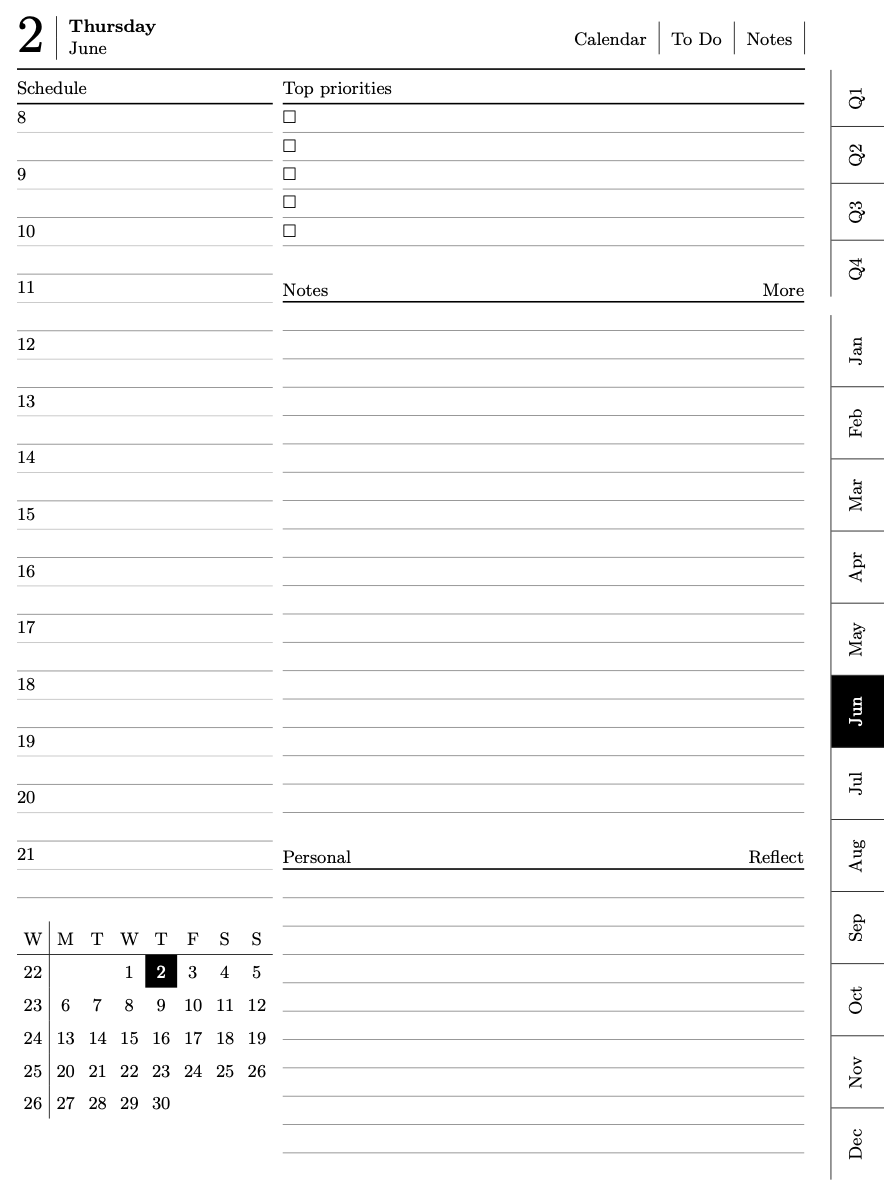 2
Thursday
June
Calendar To Do Notes
Schedule
8
9
10
11
12
13
14
15
16
17
18
19
20
21
Top priorities
Notes More
Personal Reflect
W M T W T F S S
22 1 2 3 4 5
23 6 7 8 9 10 11 12
24 13 14 15 16 17 18 19
25 20 21 22 23 24 25 26
26 27 28 29 30
Q1
Q2
Q3
Q4
Jan
Feb
Mar
Apr
May
Jun
Jul
Aug
Sep
Oct
Nov
Dec